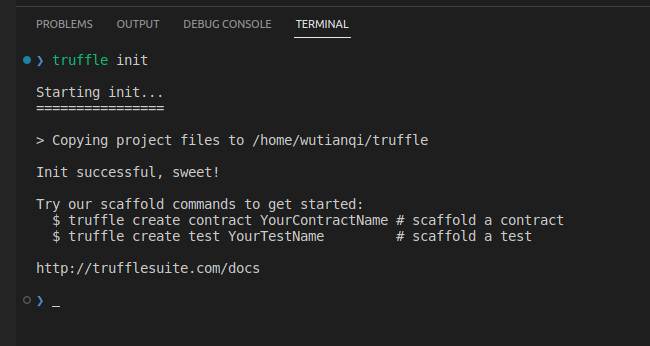 PROBLEMS OUTPUT DEBUG CONSOLE TERMINAL
❯ truffle init
Starting init...
================
> Copying project files to /home/wutianqi/truffle
Init successful, sweet!
Try our scaffold commands to get started:
  $ truffle create contract YourContractName # scaffold a contract
  $ truffle create test YourTestName         # scaffold a test
http://trufflesuite.com/docs
❯ _